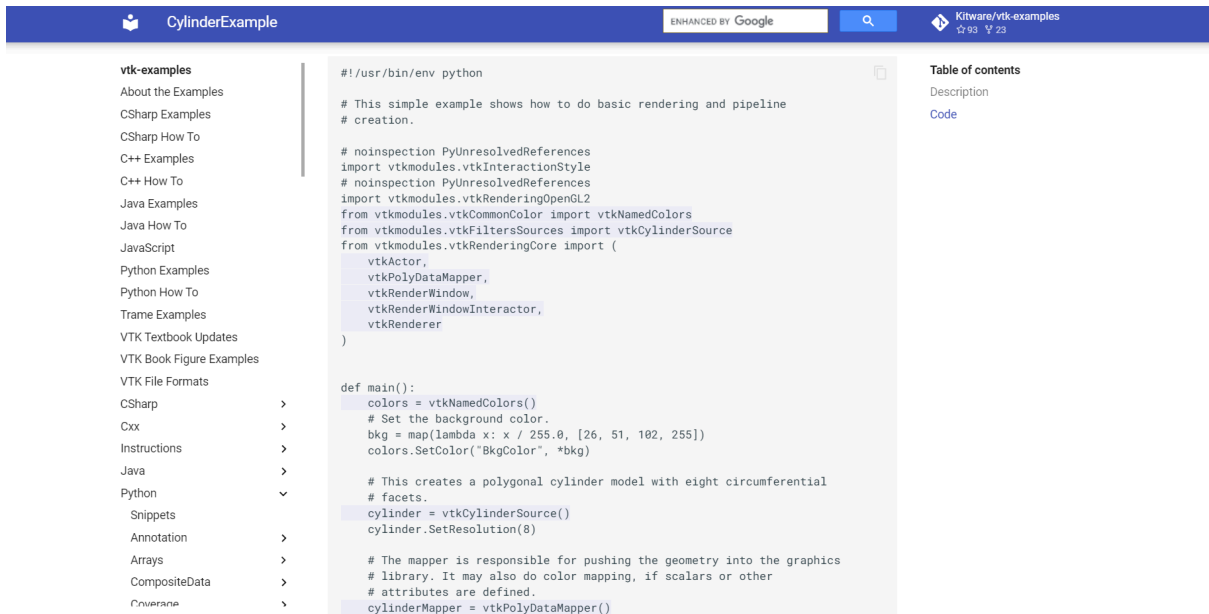 CylinderExample
ENHANCED BY Google
Kitware/vtk-examples
93 23
vtk-examples
About the Examples
CSharp Examples
CSharp How To
C++ Examples
C++ How To
Java Examples
Java How To
JavaScript
Python Examples
Python How To
Trame Examples
VTK Textbook Updates
VTK Book Figure Examples
VTK File Formats
CSharp
Cxx
Instructions
Java
Python
Snippets
Annotation
Arrays
CompositeData
Coverage
#!/usr/bin/env python
# This simple example shows how to do basic rendering and pipeline
# creation.
# noinspection PyUnresolvedReferences
import vtkmodules.vtkInteractionStyle
# noinspection PyUnresolvedReferences
import vtkmodules.vtkRenderingOpenGL2
from vtkmodules.vtkCommonColor import vtkNamedColors
from vtkmodules.vtkFiltersSources import vtkCylinderSource
from vtkmodules.vtkRenderingCore import (
    vtkActor,
    vtkPolyDataMapper,
    vtkRenderWindow,
    vtkRenderWindowInteractor,
    vtkRenderer
)
def main():
    colors = vtkNamedColors()
    # Set the background color.
    bkg = map(lambda x: x / 255.0, [26, 51, 102, 255])
    colors.SetColor("BkgColor", *bkg)
    # This creates a polygonal cylinder model with eight circumferential
    # facets.
    cylinder = vtkCylinderSource()
    cylinder.SetResolution(8)
    # The mapper is responsible for pushing the geometry into the graphics
    # library. It may also do color mapping, if scalars or other
    # attributes are defined.
    cylinderMapper = vtkPolyDataMapper()
Table of contents
Description
Code